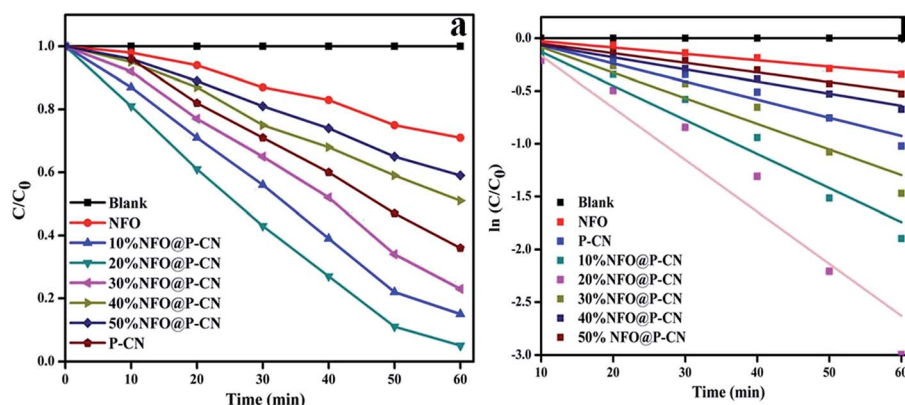 a
1.0
0.8
0.6
0.4
0.2
0.0
C/C0
Blank
NFO
10%NFO@P-CN
20%NFO@P-CN
30%NFO@P-CN
40%NFO@P-CN
50%NFO@P-CN
P-CN
0 10 20 30 40 50 60
Time (min)
0.0
-0.5
-1.0
-1.5
-2.0
-2.5
-3.0
ln (C/C0)
Blank
NFO
P-CN
10%NFO@P-CN
20%NFO@P-CN
30%NFO@P-CN
40%NFO@P-CN
50% NFO@P-CN
10 20 30 40 50 60
Time (min)